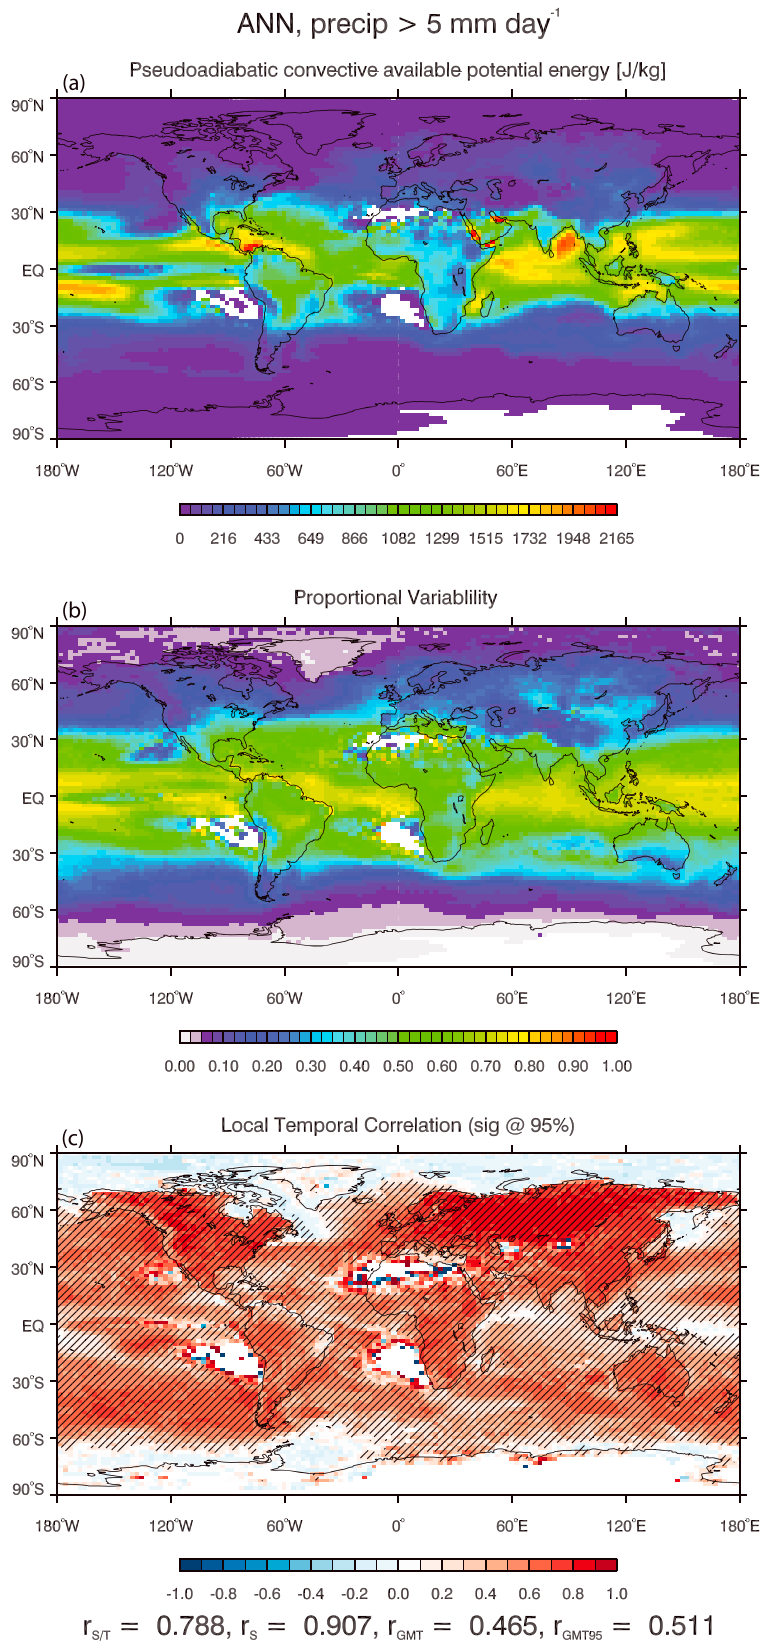 ANN, precip > 5 mm day⁻¹
(a)
Pseudoadiabatic convective available potential energy [J/kg]
90°N
60°N
30°N
EQ
30°S
60°S
90°S
180°W 120°W 60°W 0° 60°E 120°E 180°E
0 216 433 649 866 1082 1299 1515 1732 1948 2165
(b)
Proportional Variablility
90°N
60°N
30°N
EQ
30°S
60°S
90°S
180°W 120°W 60°W 0° 60°E 120°E 180°E
0.00 0.10 0.20 0.30 0.40 0.50 0.60 0.70 0.80 0.90 1.00
(c)
Local Temporal Correlation (sig @ 95%)
90°N
60°N
30°N
EQ
30°S
60°S
90°S
180°W 120°W 60°W 0° 60°E 120°E 180°E
-1.0 -0.8 -0.6 -0.4 -0.2 0.0 0.2 0.4 0.6 0.8 1.0
r S/T = 0.788, r S = 0.907, r GMT = 0.465, r GMT95 = 0.511